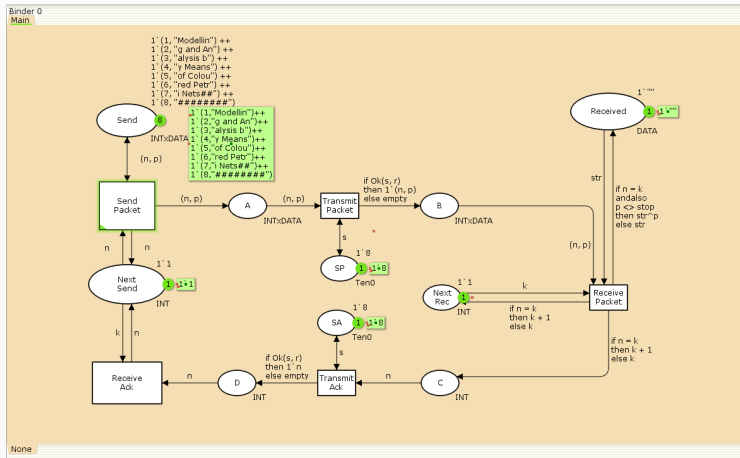 Binder 0
Main
1`(1, "Modellin") ++
1`(2, "g and An") ++
1`(3, "alysis b") ++
1`(4, "y Means") ++
1`(5, "of Colou") ++
1`(6, "red Petr") ++
1`(7, "i Nets##") ++
1`(8, "########")
Send
8
INTxDATA
1`(1,"Modellin")++
1`(2,"g and An")++
1`(3,"alysis b")++
1`(4,"y Means")++
1`(5,"of Colou")++
1`(6,"red Petr")++
1`(7,"i Nets##")++
1`(8,"########")
1`""
Received
1
1`""
DATA
(n, p)
Send
Packet
(n, p)
A
INTxDATA
(n, p)
Transmit
Packet
if Ok(s, r)
then 1`(n, p)
else empty
B
INTxDATA
str
if n = k
andalso
p <> stop
then str^p
else str
(n, p)
n
n
s
1`8
SP
1
1`8
Ten0
1`1
Next
Send
1
1`1
INT
1`1
Next
Rec
1
INT
k
if n = k
then k + 1
else k
Receive
Packet
1`8
SA
1
1`8
Ten0
k
n
s
if n = k
then k + 1
else k
Receive
Ack
n
D
INT
if Ok(s, r)
then 1`n
else empty
Transmit
Ack
n
C
INT
None